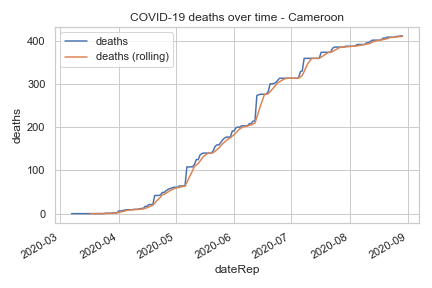 COVID-19 deaths over time - Cameroon
deaths
deaths (rolling)
400
300
200
100
0
deaths
2020-03
2020-04
2020-05
2020-06
2020-07
2020-08
2020-09
dateRep